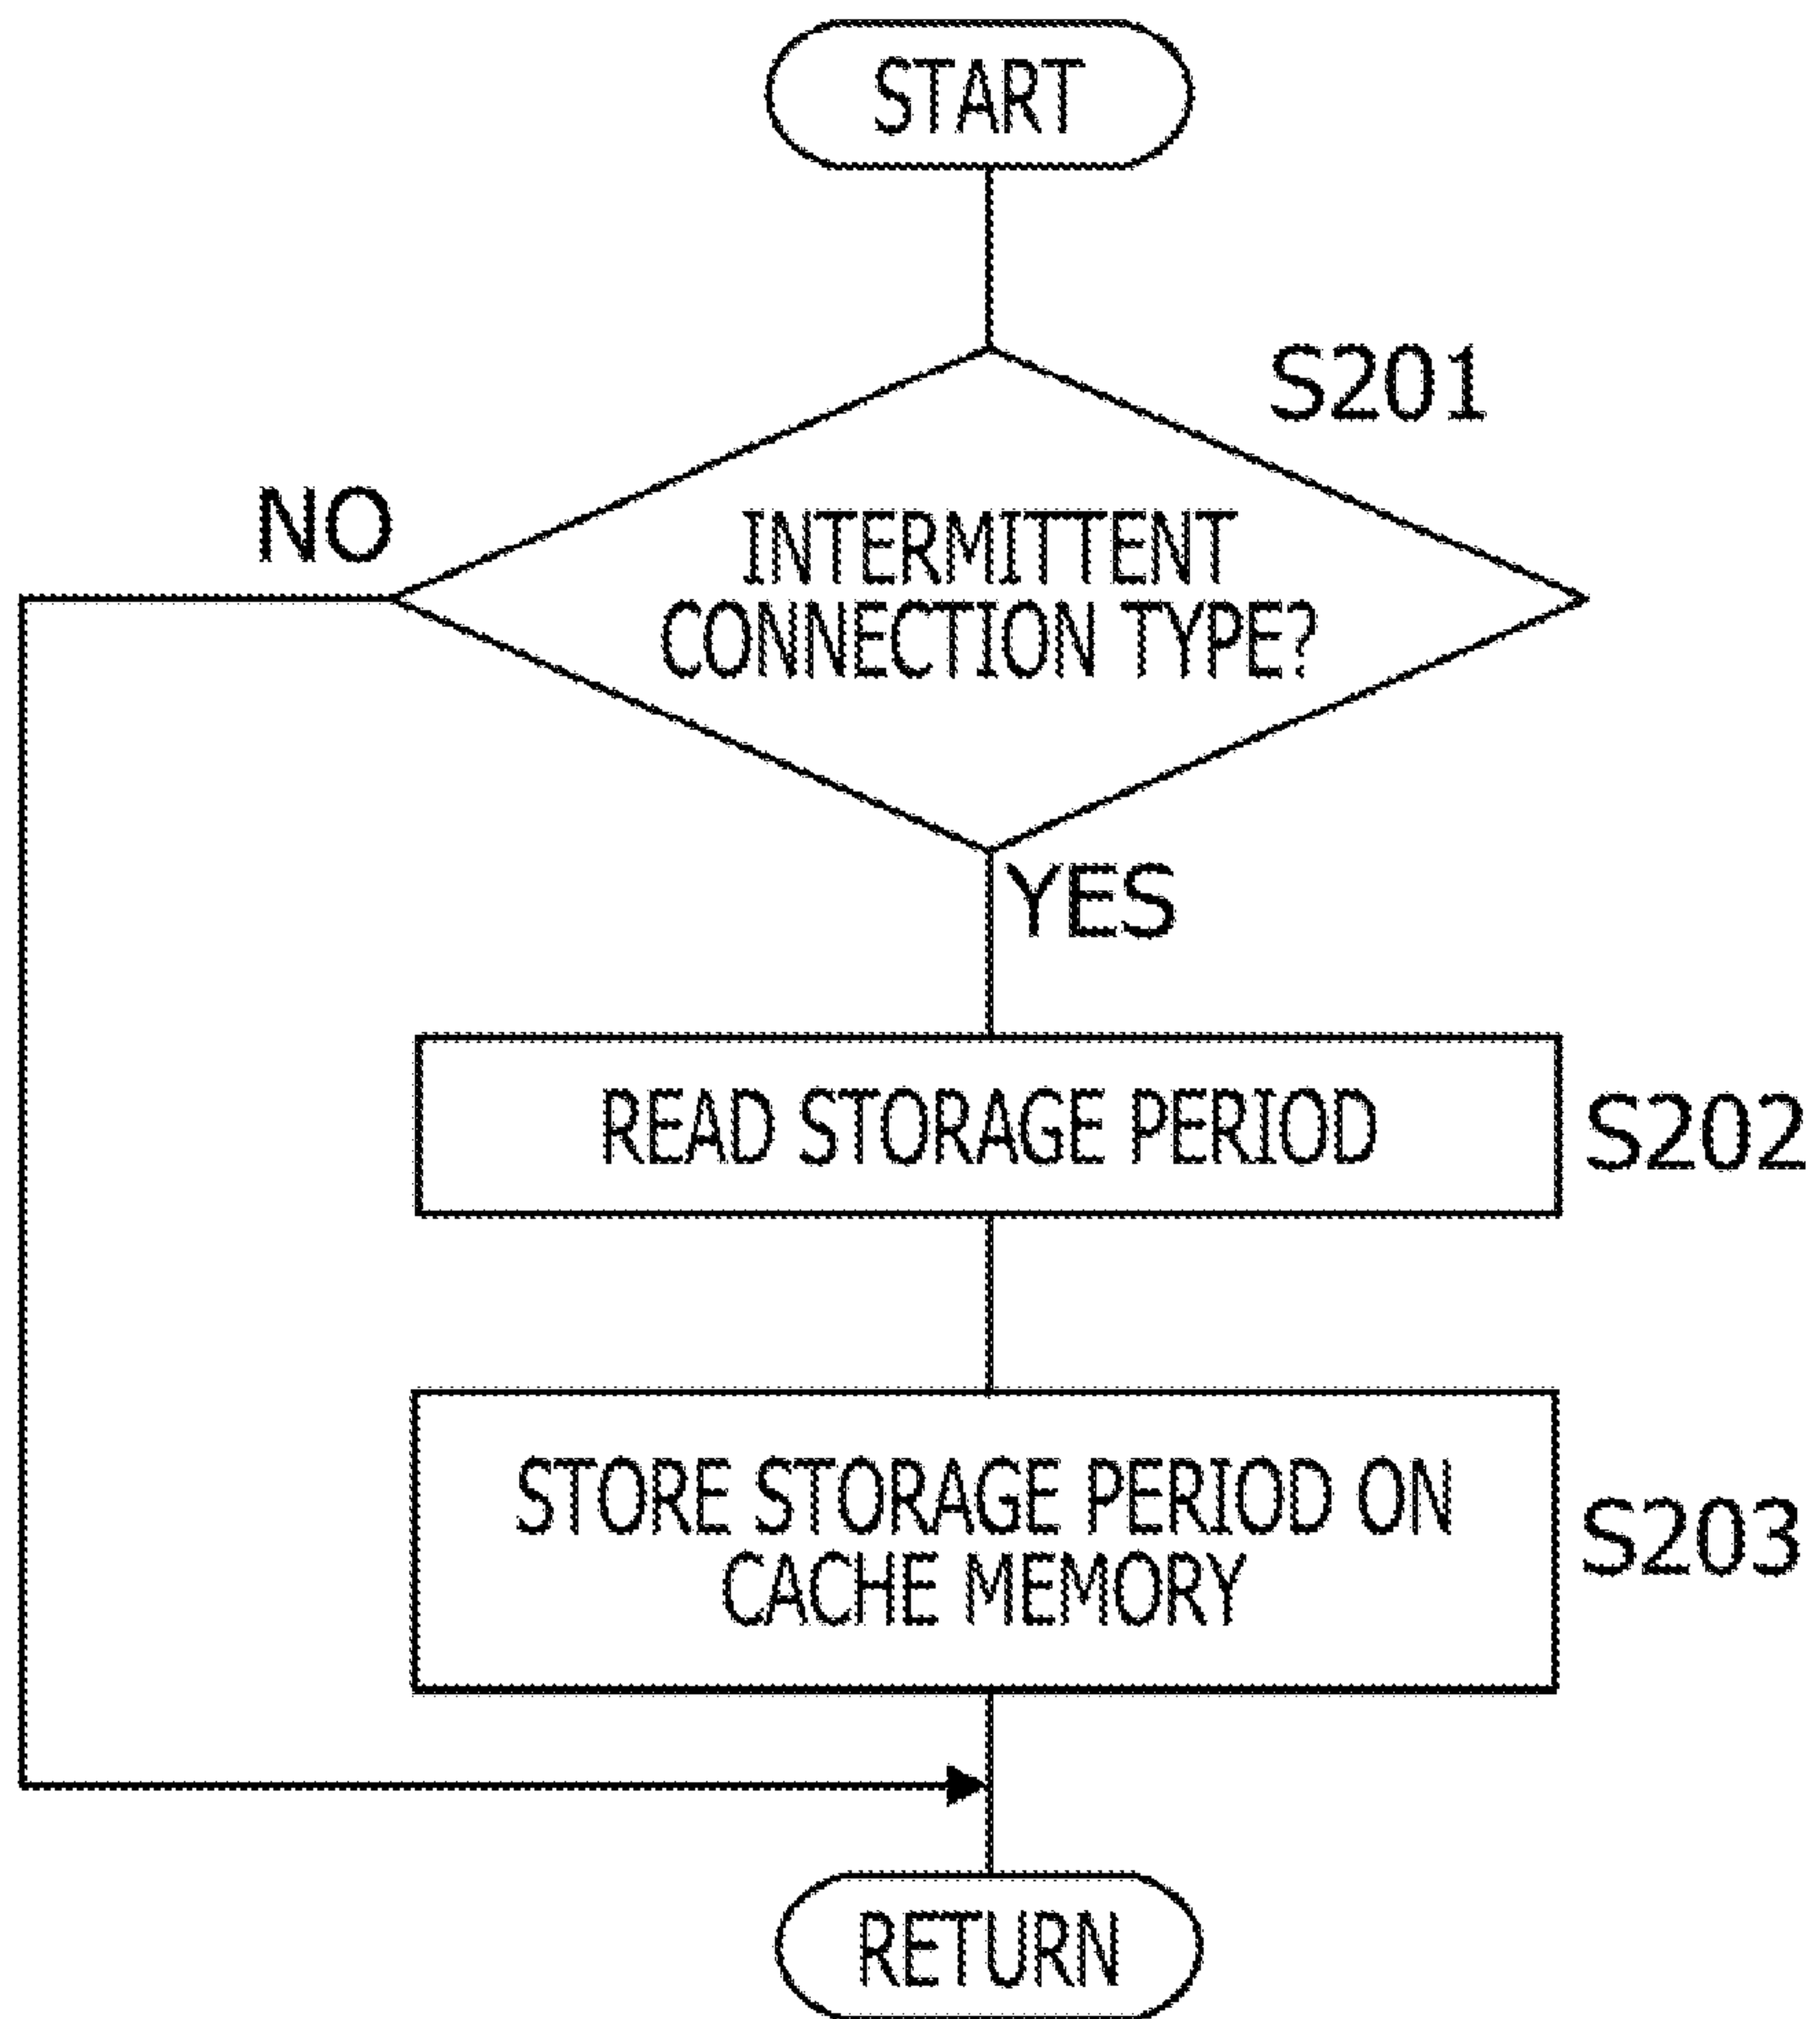 START
S201
NO
INTERMITTENT
CONNECTION TYPE?
YES
READ STORAGE PERIOD
S202
STORE STORAGE PERIOD ON
CACHE MEMORY
S203
RETURN